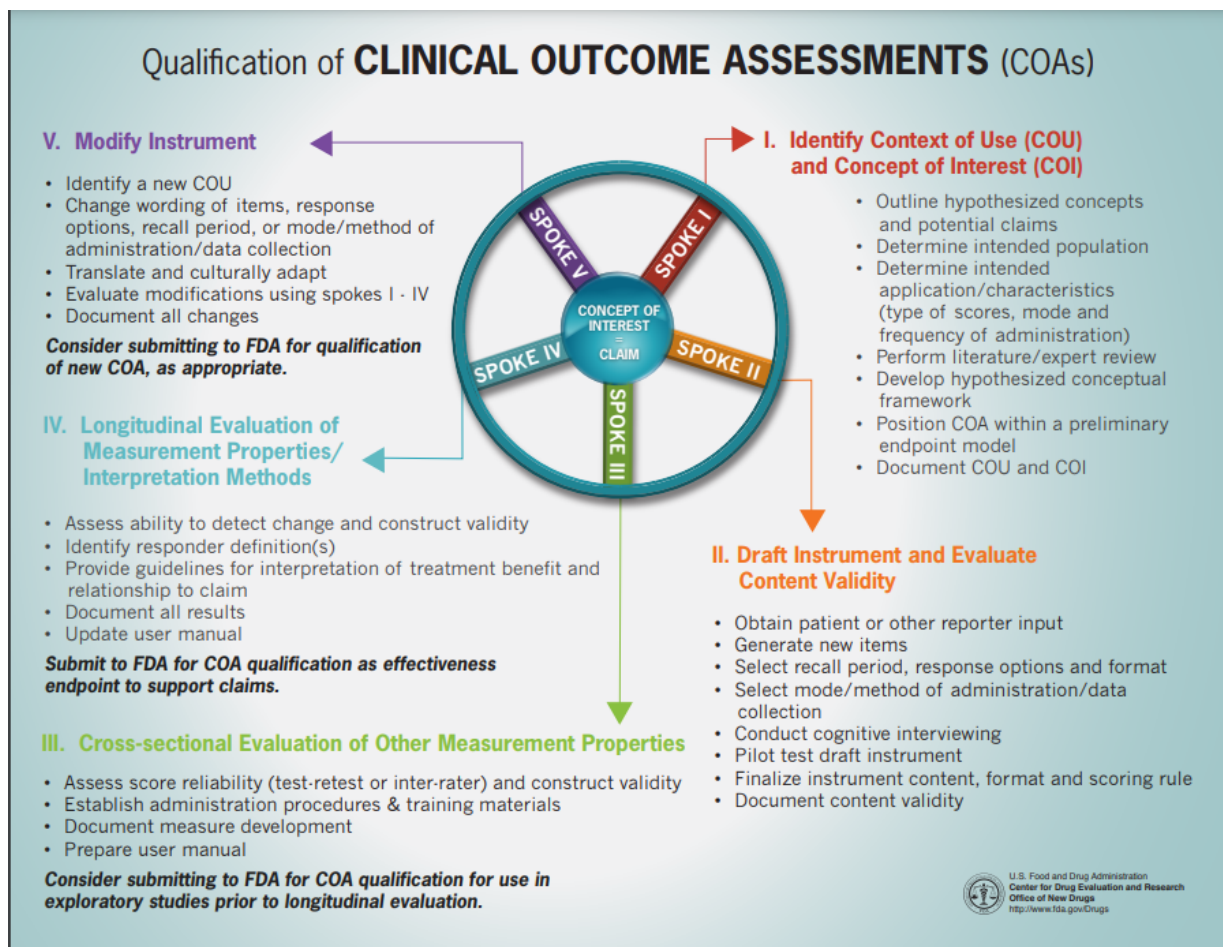 Qualification of CLINICAL OUTCOME ASSESSMENTS (COAs)
V. Modify Instrument
• Identify a new COU
• Change wording of items, response
options, recall period, or mode/method of
administration/data collection
• Translate and culturally adapt
• Evaluate modifications using spokes I - IV
• Document all changes
Consider submitting to FDA for qualification
of new COA, as appropriate.
IV. Longitudinal Evaluation of
Measurement Properties/
Interpretation Methods
• Assess ability to detect change and construct validity
• Identify responder definition(s)
• Provide guidelines for interpretation of treatment benefit and
relationship to claim
• Document all results
• Update user manual
Submit to FDA for COA qualification as effectiveness
endpoint to support claims.
III. Cross-sectional Evaluation of Other Measurement Properties
• Assess score reliability (test-retest or inter-rater) and construct validity
• Establish administration procedures & training materials
• Document measure development
• Prepare user manual
Consider submitting to FDA for COA qualification for use in
exploratory studies prior to longitudinal evaluation.
SPOKE V
SPOKE I
CONCEPT OF
INTEREST
=
CLAIM
SPOKE IV
SPOKE II
SPOKE III
I. Identify Context of Use (COU)
and Concept of Interest (COI)
• Outline hypothesized concepts
and potential claims
• Determine intended population
• Determine intended
application/characteristics
(type of scores, mode and
frequency of administration)
• Perform literature/expert review
• Develop hypothesized conceptual
framework
• Position COA within a preliminary
endpoint model
• Document COU and COI
II. Draft Instrument and Evaluate
Content Validity
• Obtain patient or other reporter input
• Generate new items
• Select recall period, response options and format
• Select mode/method of administration/data
collection
• Conduct cognitive interviewing
• Pilot test draft instrument
• Finalize instrument content, format and scoring rule
• Document content validity
U.S. Food and Drug Administration
Center for Drug Evaluation and Research
Office of New Drugs
http://www.fda.gov/Drugs